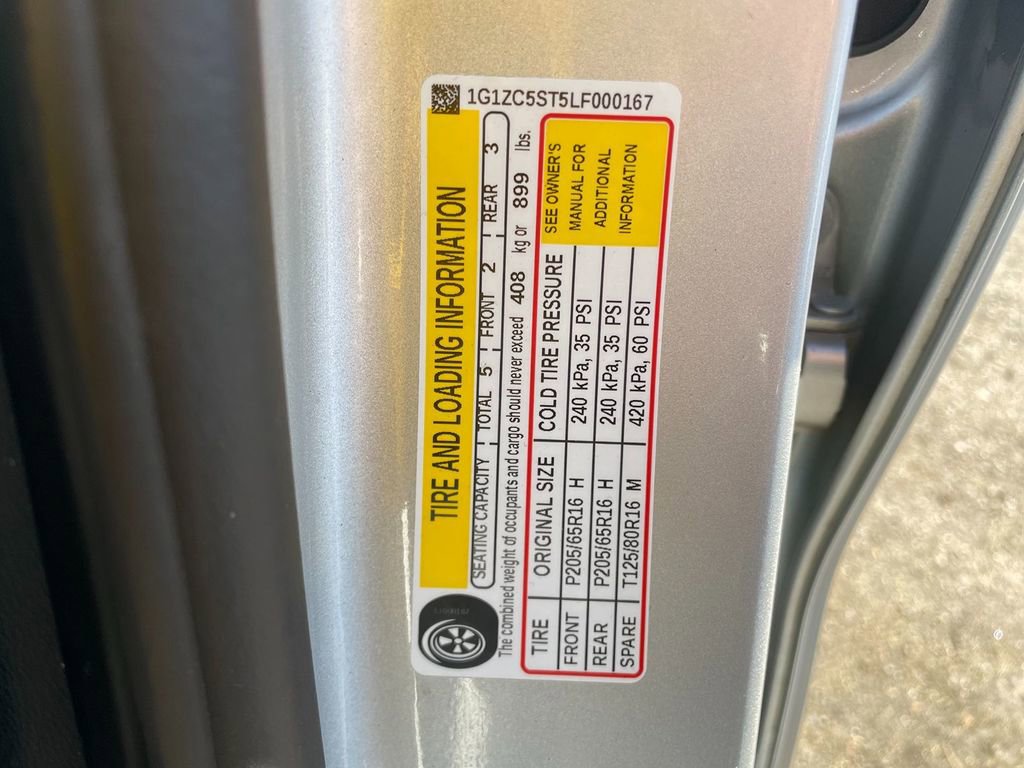 1G1ZC5ST5LF000167
TIRE AND LOADING INFORMATION
SEATING CAPACITY TOTAL 5 FRONT 2 REAR 3
The combined weight of occupants and cargo should never exceed 408 kg or 899 lbs.
TIRE ORIGINAL SIZE COLD TIRE PRESSURE
FRONT P205/65R16 H 240 kPa, 35 PSI
REAR P205/65R16 H 240 kPa, 35 PSI
SPARE T125/80R16 M 420 kPa, 60 PSI
SEE OWNER'S
MANUAL FOR
ADDITIONAL
INFORMATION